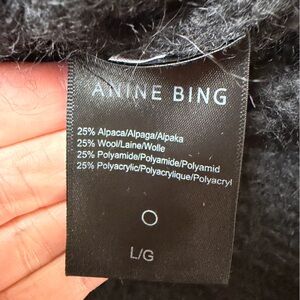 ANINE BING
25% Alpaca/Alpaga/Alpaka
25% Wool/Laine/Wolle
25% Polyamide/Polyamide/Polyamid
25% Polyacrylic/Polyacrylique/Polyacryl
L/G